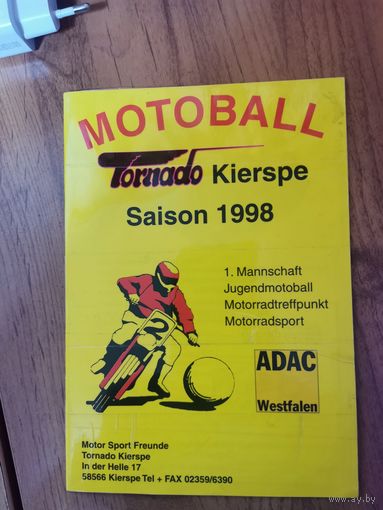 MOTOBALL
Tornado Kierspe
Saison 1998
1. Mannschaft
Jugendmotoball
Motorradtreffpunkt
Motorradsport
2
ADAC
Westfalen
Motor Sport Freunde
Tornado Kierspe
In der Helle 17
58566 Kierspe Tel + FAX 02359/6390
www.ay.by